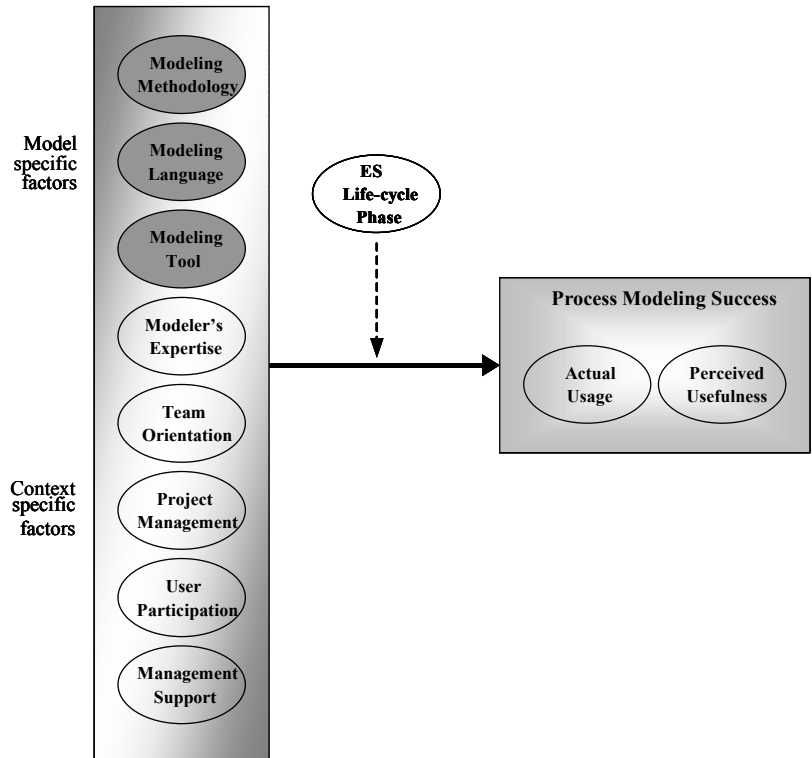 Modeling
Methodology
Model
specific
factors
Modeling
Language
Modeling
Tool
Modeler’s
Expertise
Team
Orientation
Context
specific
factors
Project
Management
User
Participation
Management
Support
ES
Life-cycle
Phase
Process Modeling Success
Actual
Usage
Perceived
Usefulness